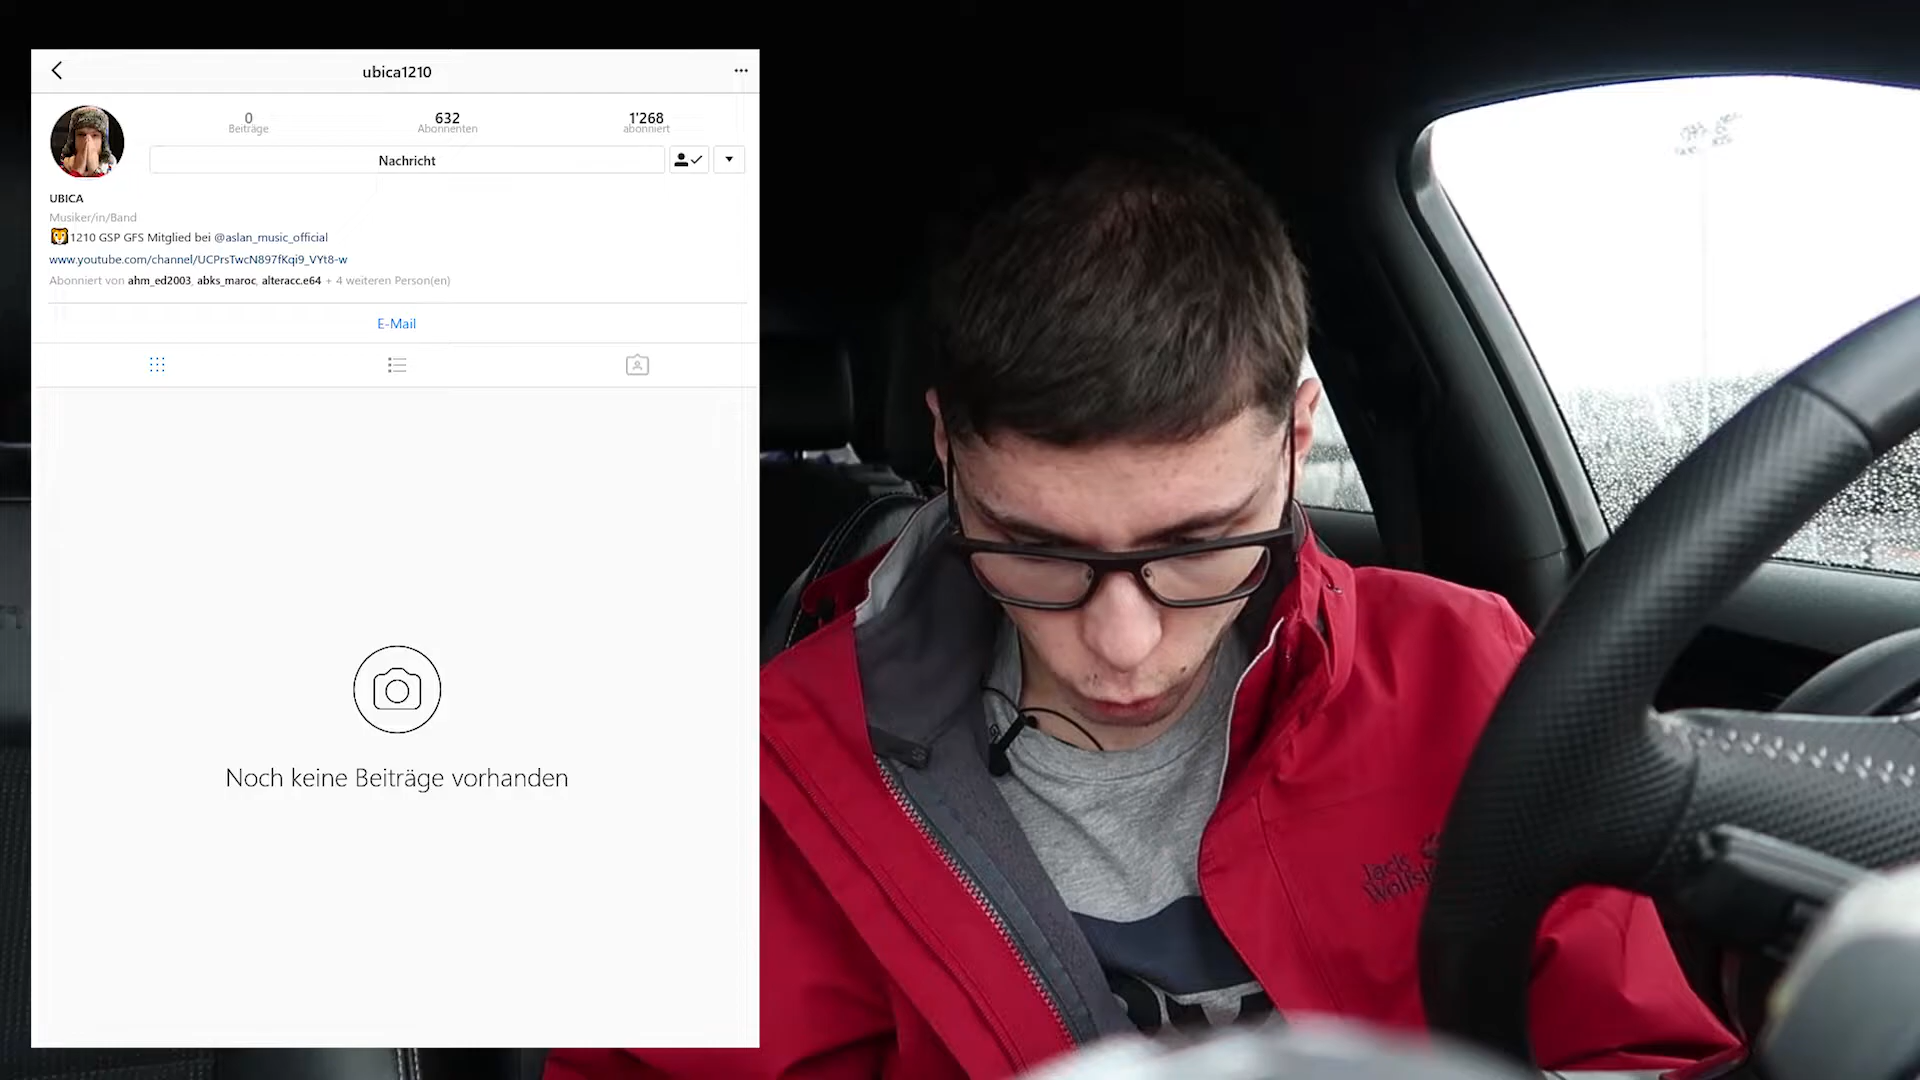 ubica1210
0 632 1'268
Beiträge Abonnenten abonniert
Nachricht
UBICA
Musiker/in/Band
🦁1210 GSP GFS Mitglied bei @aslan_music_official
www.youtube.com/channel/UCPrsTwcN897fKqi9_VYt8-w
Abonniert von ahm_ed2003, abks_maroc, alteracc.e64 + 4 weiteren Person(en)
E-Mail
Noch keine Beiträge vorhanden
Jack